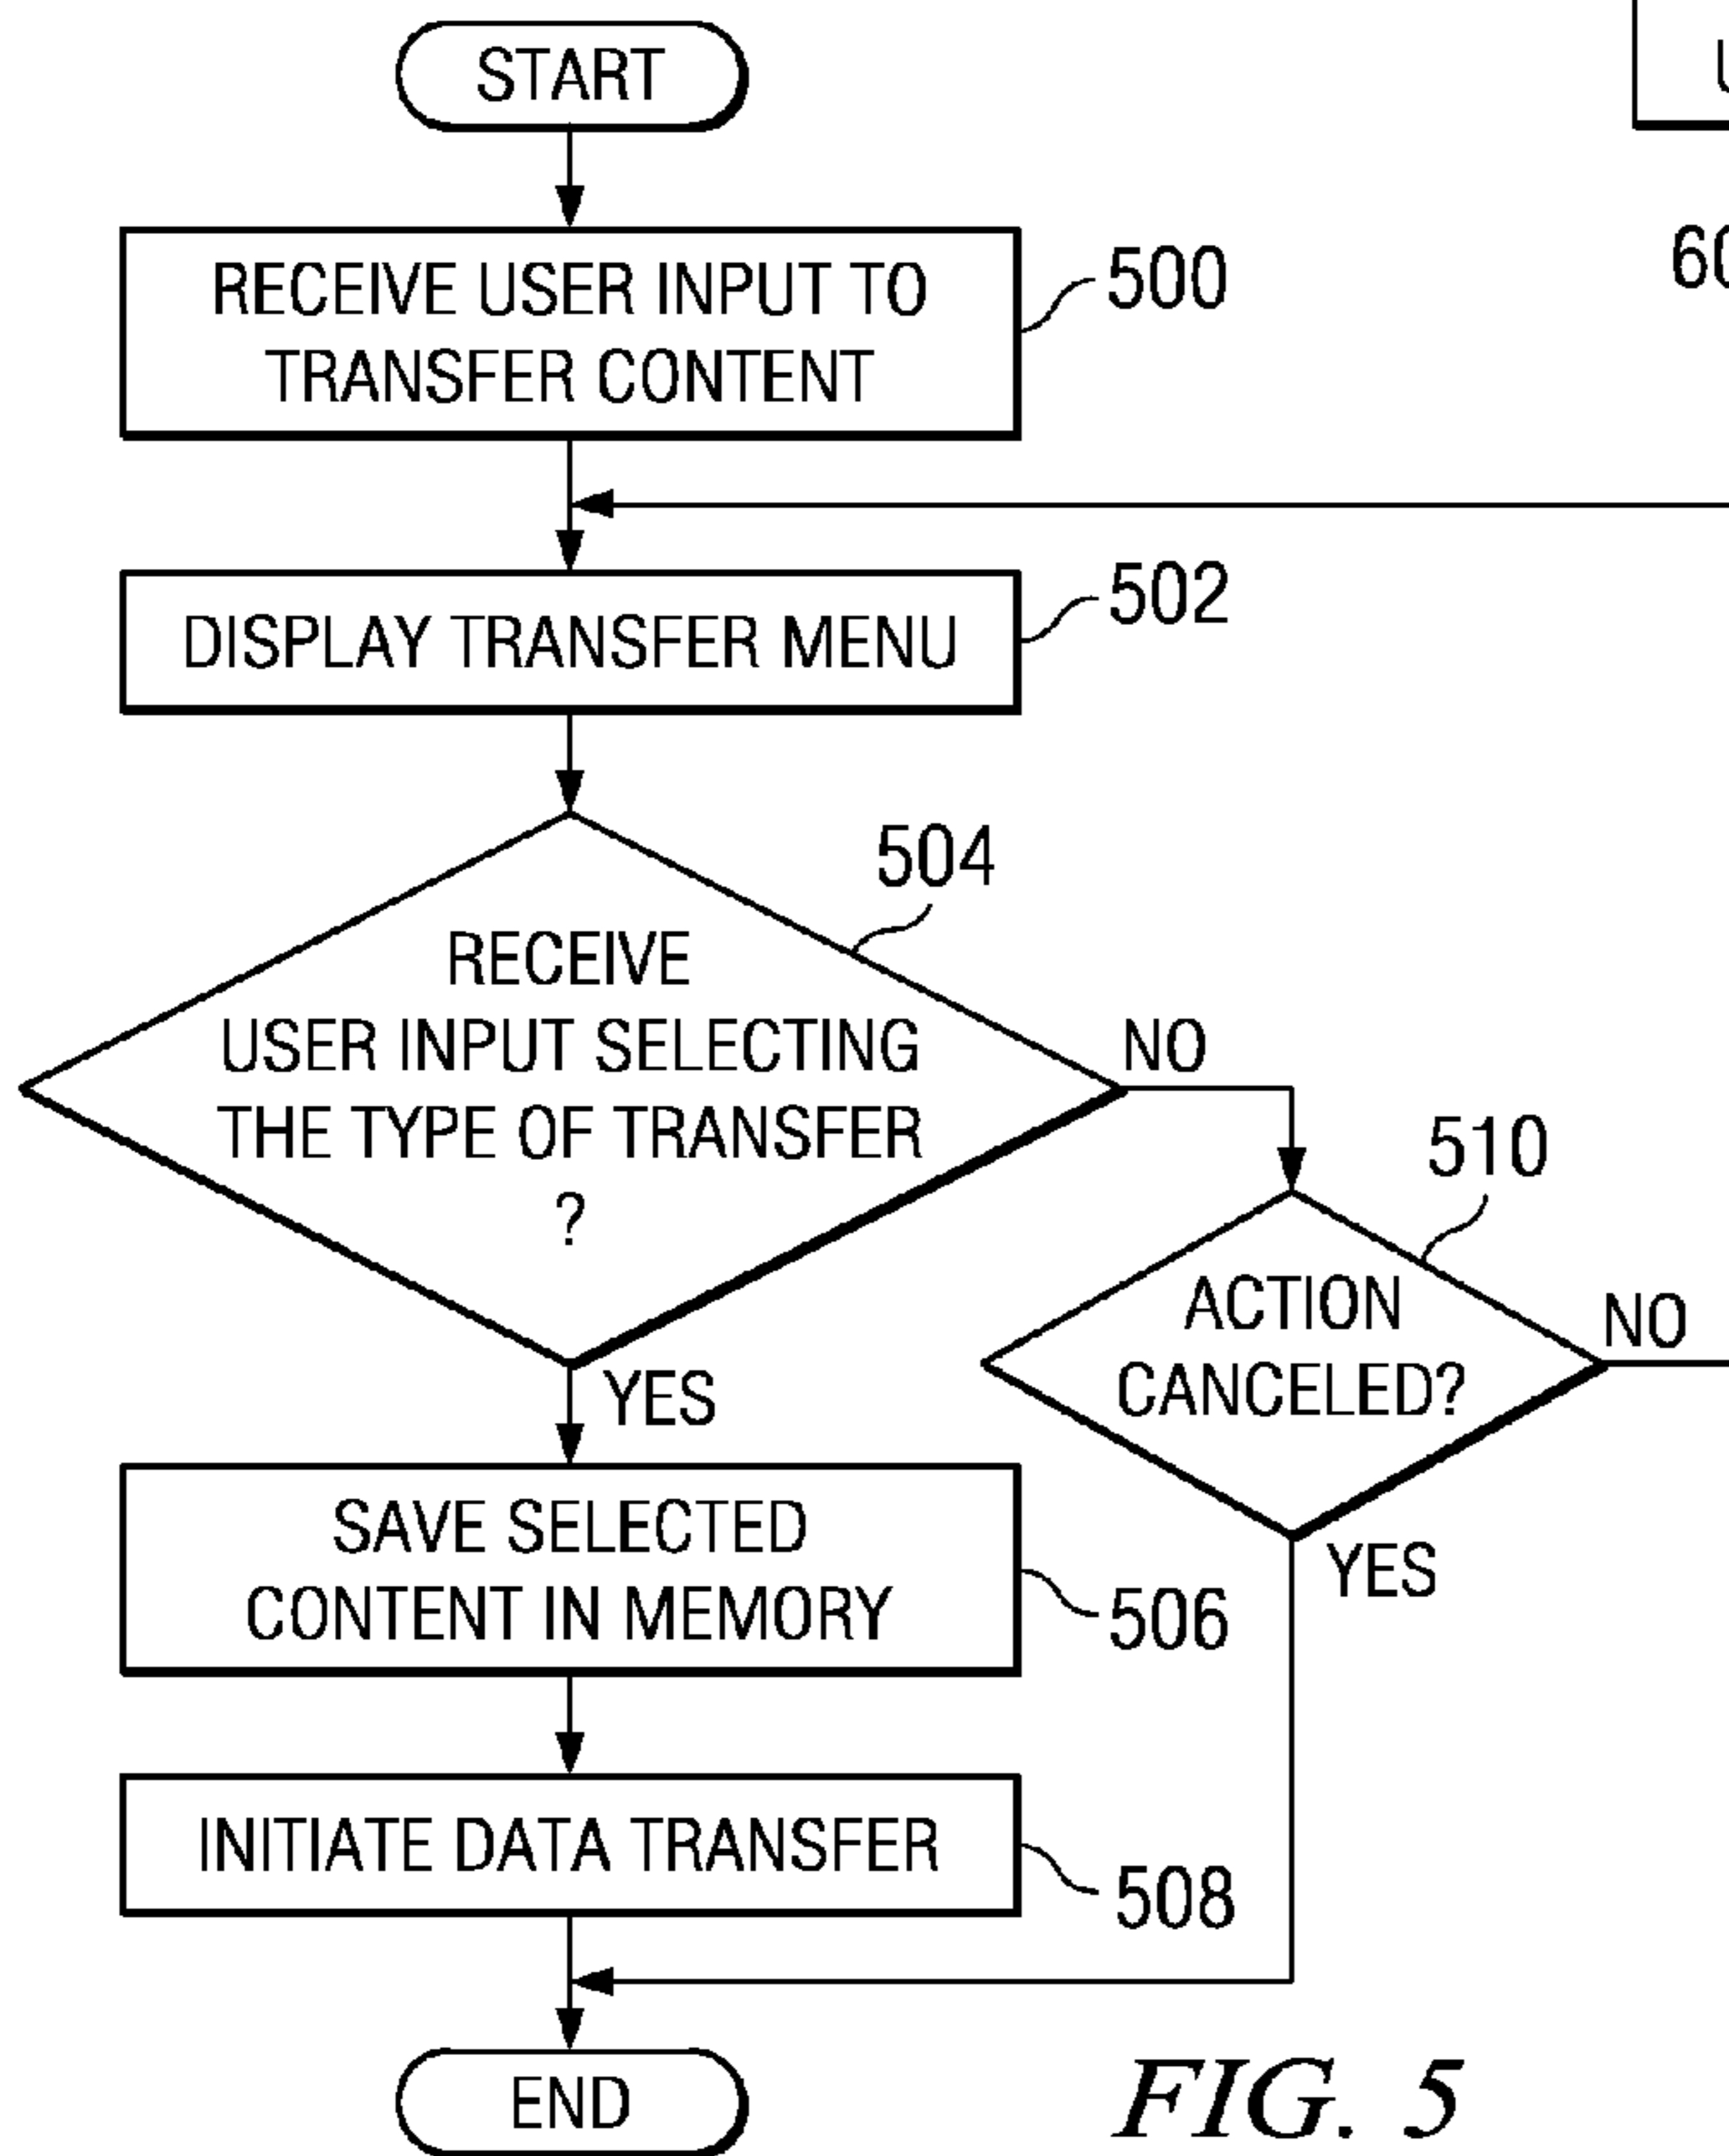 START
RECEIVE USER INPUT TO
TRANSFER CONTENT
500
DISPLAY TRANSFER MENU
502
504
RECEIVE
USER INPUT SELECTING
THE TYPE OF TRANSFER
?
NO
510
ACTION
CANCELED?
NO
YES
YES
SAVE SELECTED
CONTENT IN MEMORY
506
INITIATE DATA TRANSFER
508
END
FIG. 5